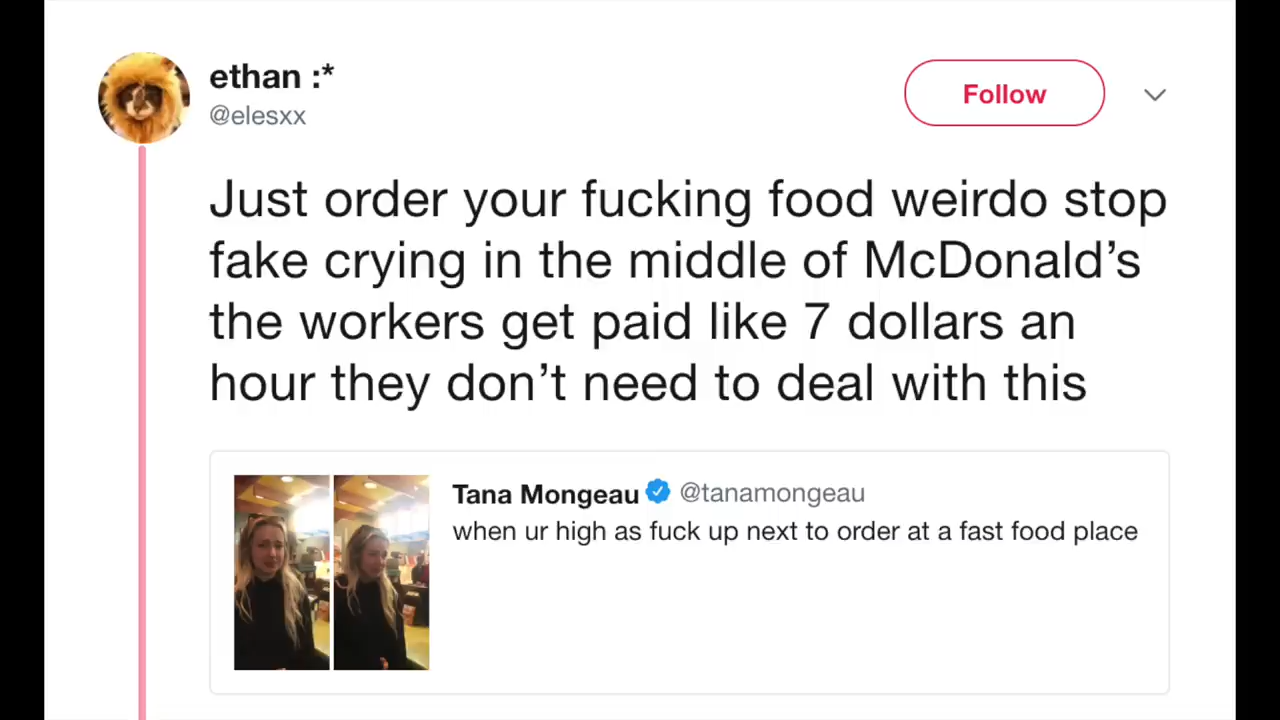 ethan :*
@elesxx
Follow
Just order your fucking food weirdo stop
fake crying in the middle of McDonald’s
the workers get paid like 7 dollars an
hour they don’t need to deal with this
Tana Mongeau @tanamongeau
when ur high as fuck up next to order at a fast food place